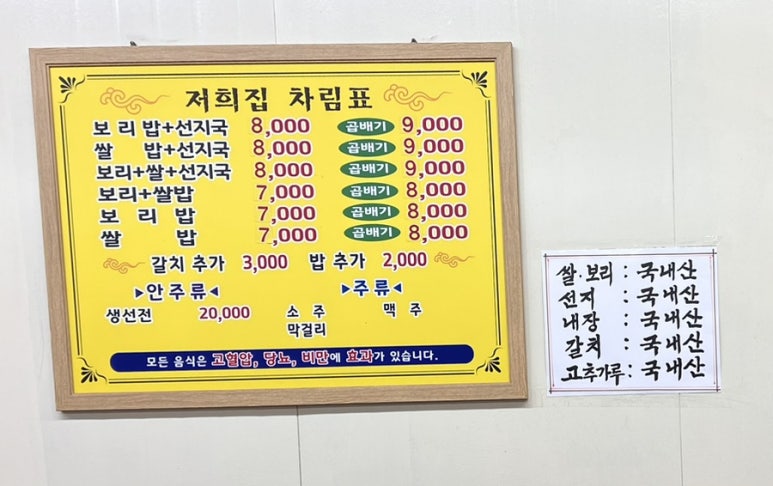 저희집 차림표
보리밥+선지국 8,000 곱배기 9,000
쌀 밥+선지국 8,000 곱배기 9,000
보리+쌀+선지국 8,000 곱배기 9,000
보리+쌀밥 7,000 곱배기 8,000
보 리 밥 7,000 곱배기 8,000
쌀 밥 7,000 곱배기 8,000
갈치 추가 3,000 밥 추가 2,000
▶안주류◀ ▶주류◀
생선전 20,000 소 주 맥 주
막걸리
모든 음식은 고혈압, 당뇨, 비만에 효과가 있습니다.
쌀·보리 : 국내산
선지 : 국내산
내장 : 국내산
갈치 : 국내산
고추가루 : 국내산